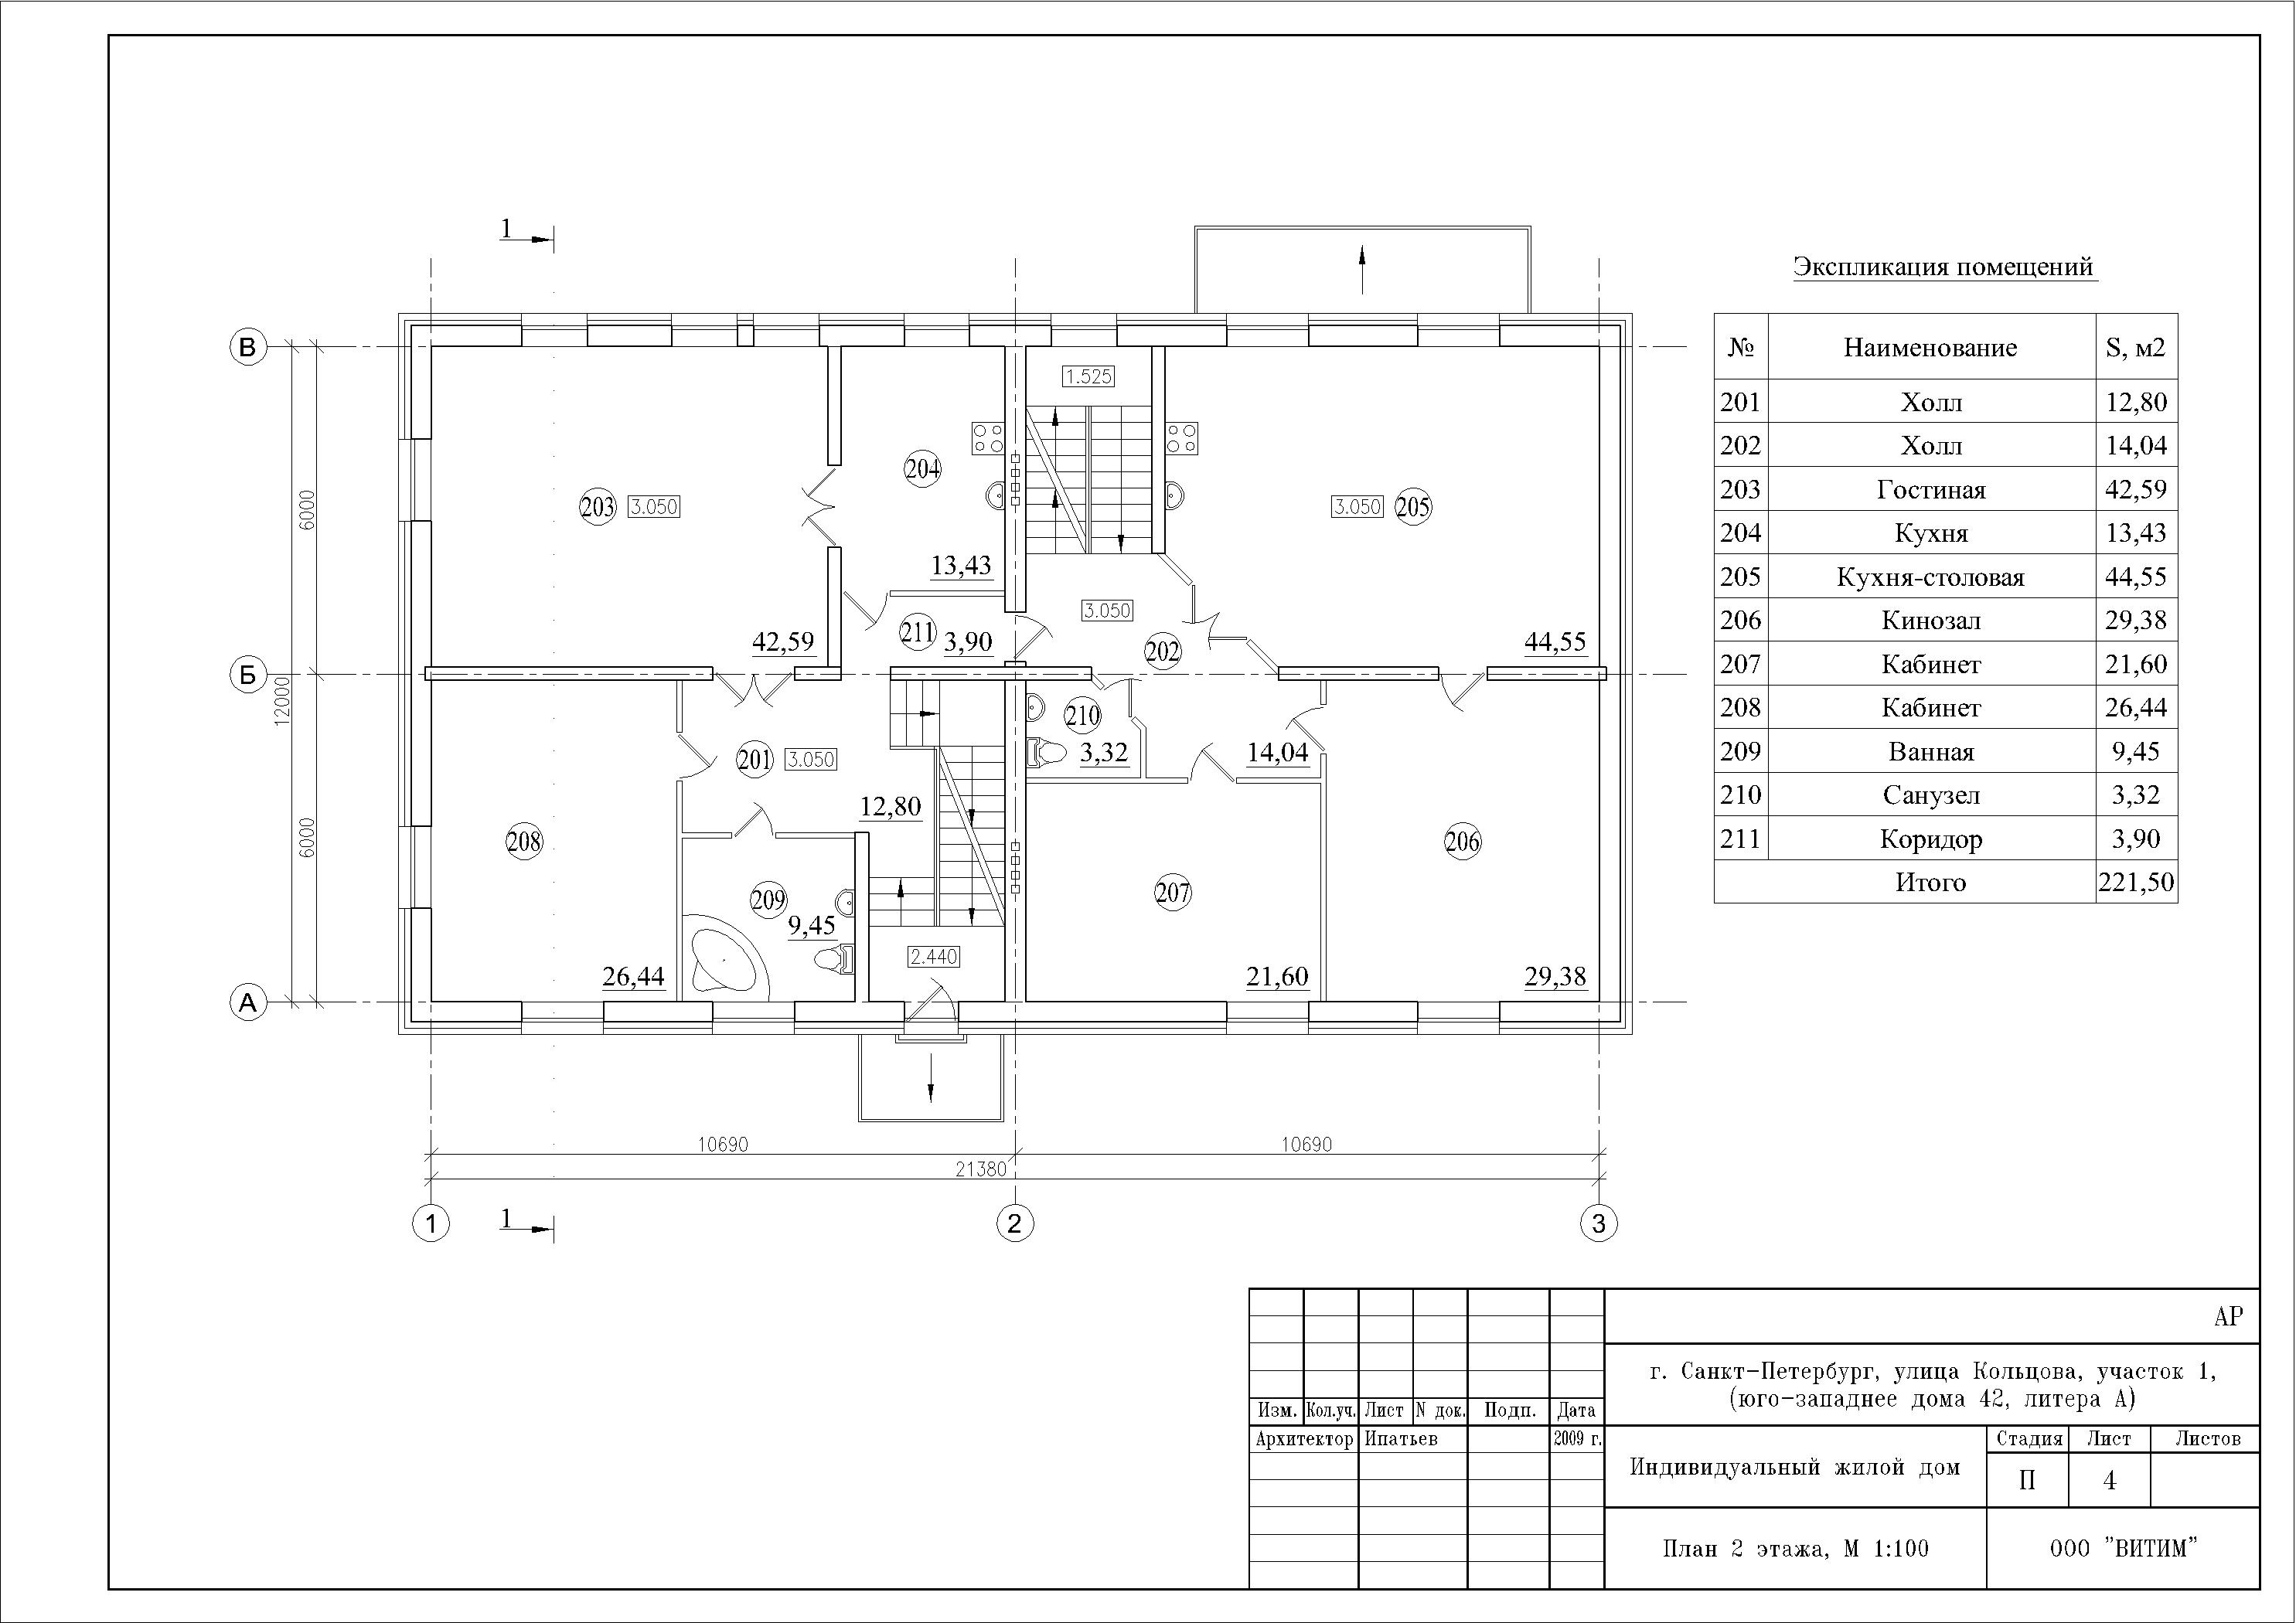 1
Экспликация помещений
№ Наименование S, м2
201 Холл 12,80
202 Холл 14,04
203 Гостиная 42,59
204 Кухня 13,43
205 Кухня-столовая 44,55
206 Кинозал 29,38
207 Кабинет 21,60
208 Кабинет 26,44
209 Ванная 9,45
210 Санузел 3,32
211 Коридор 3,90
Итого 221,50
В
1.525
204
6000
203 3.050
3.050 205
13,43
3.050
211 3,90
42,59
202
44,55
Б
12000
210
3,32
14,04
201 3.050
12,80
6000
208
206
209
207
9,45
2.440
26,44
21,60
29,38
А
10690
10690
21380
1
1
2
3
АР
г. Санкт-Петербург, улица Кольцова, участок 1,
(юго-западнее дома 42, литера А)
Изм. Кол.уч. Лист N док. Подп. Дата
Архитектор Ипатьев 2009 г.
Индивидуальный жилой дом
Стадия Лист Листов
П 4
План 2 этажа, М 1:100
ООО "ВИТИМ"